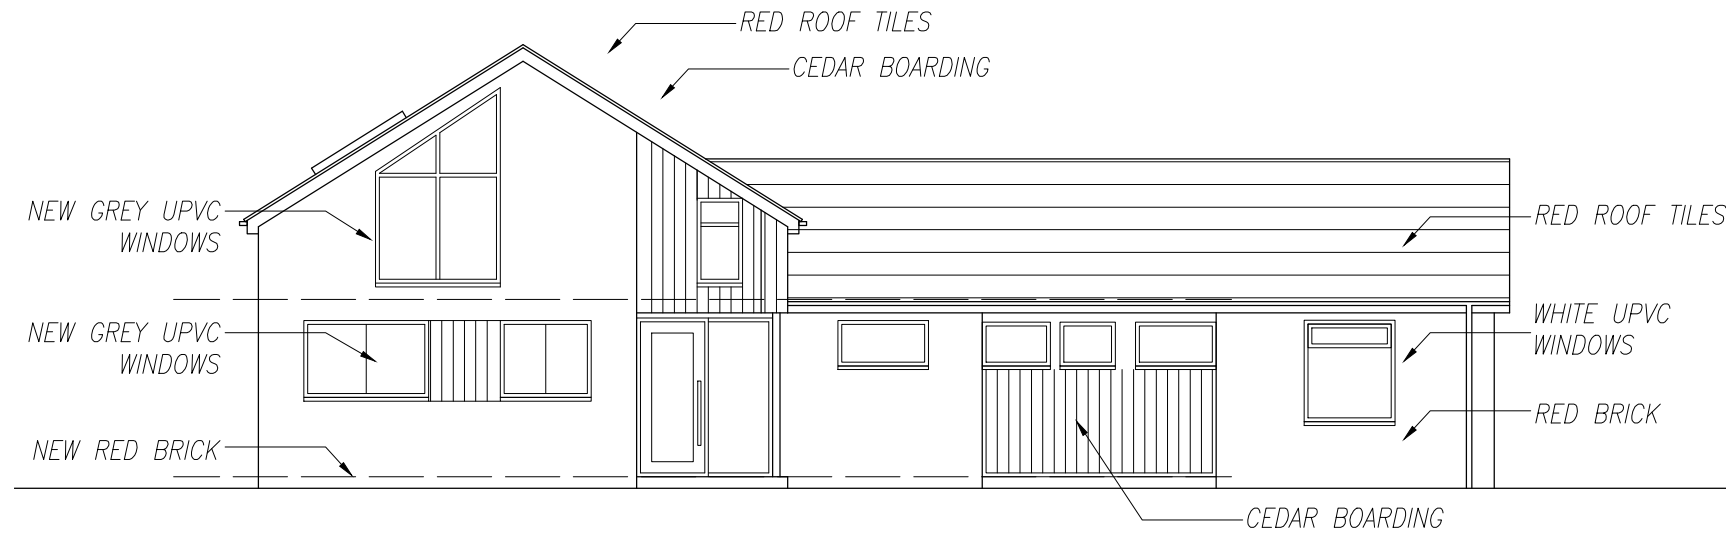 RED ROOF TILES
CEDAR BOARDING
NEW GREY UPVC
WINDOWS
RED ROOF TILES
NEW GREY UPVC
WINDOWS
WHITE UPVC
WINDOWS
RED BRICK
NEW RED BRICK
CEDAR BOARDING